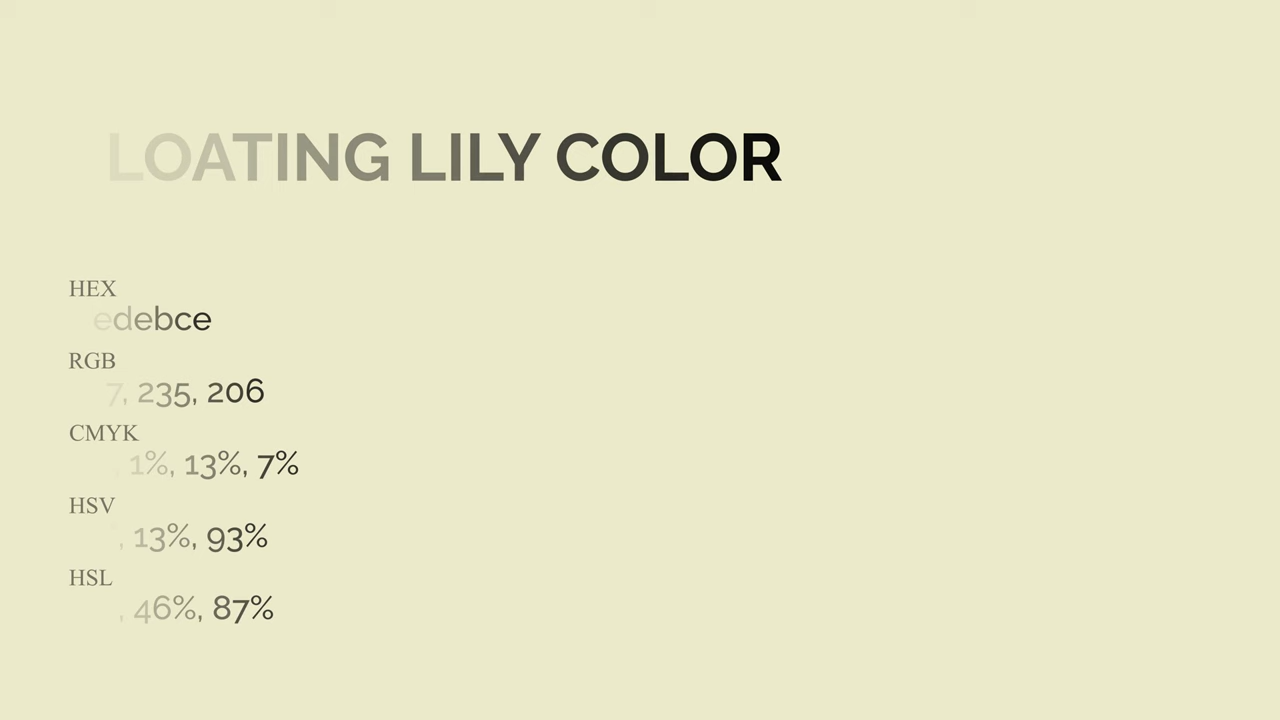 LOATING LILY COLOR
HEX
edebce
RGB
7, 235, 206
CMYK
, 1%, 13%, 7%
HSV
, 13%, 93%
HSL
, 46%, 87%